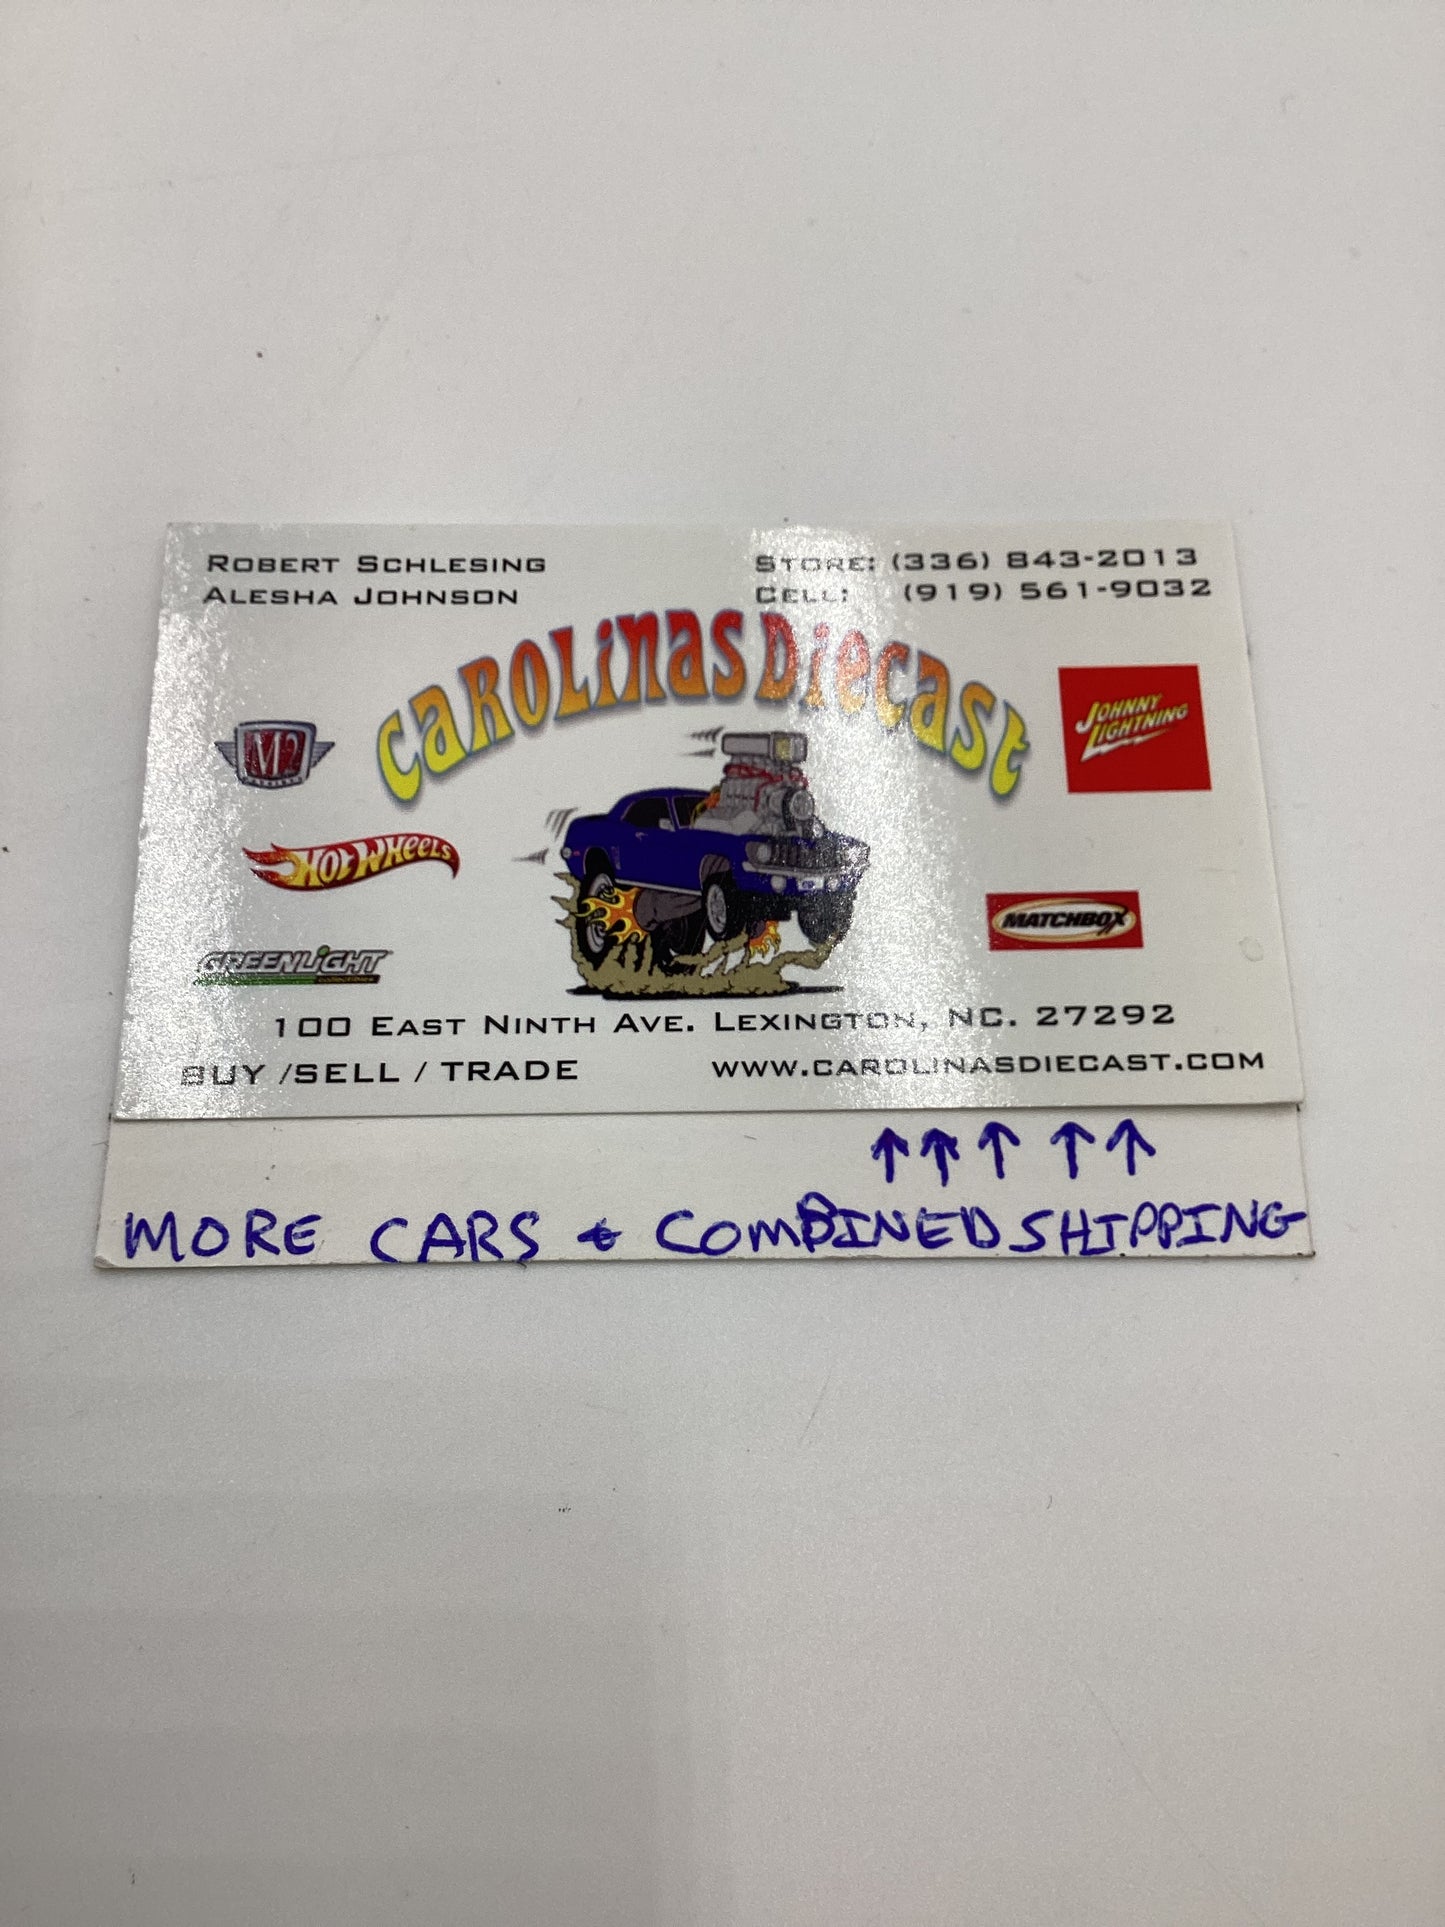 ROBERT SCHLESING
ALESHA JOHNSON
STORE: (336) 843-2013
CELL: (919) 561-9032
CAROLINAS DIECAST
M2
JOHNNY LIGHTNING
HOT WHEELS
MATCHBOX
GREENLIGHT
100 EAST NINTH AVE. LEXINGTON, NC. 27292
BUY /SELL / TRADE
WWW.CAROLINASDIECAST.COM
↑ ↑ ↑ ↑ ↑
MORE CARS & COMBINED SHIPPING